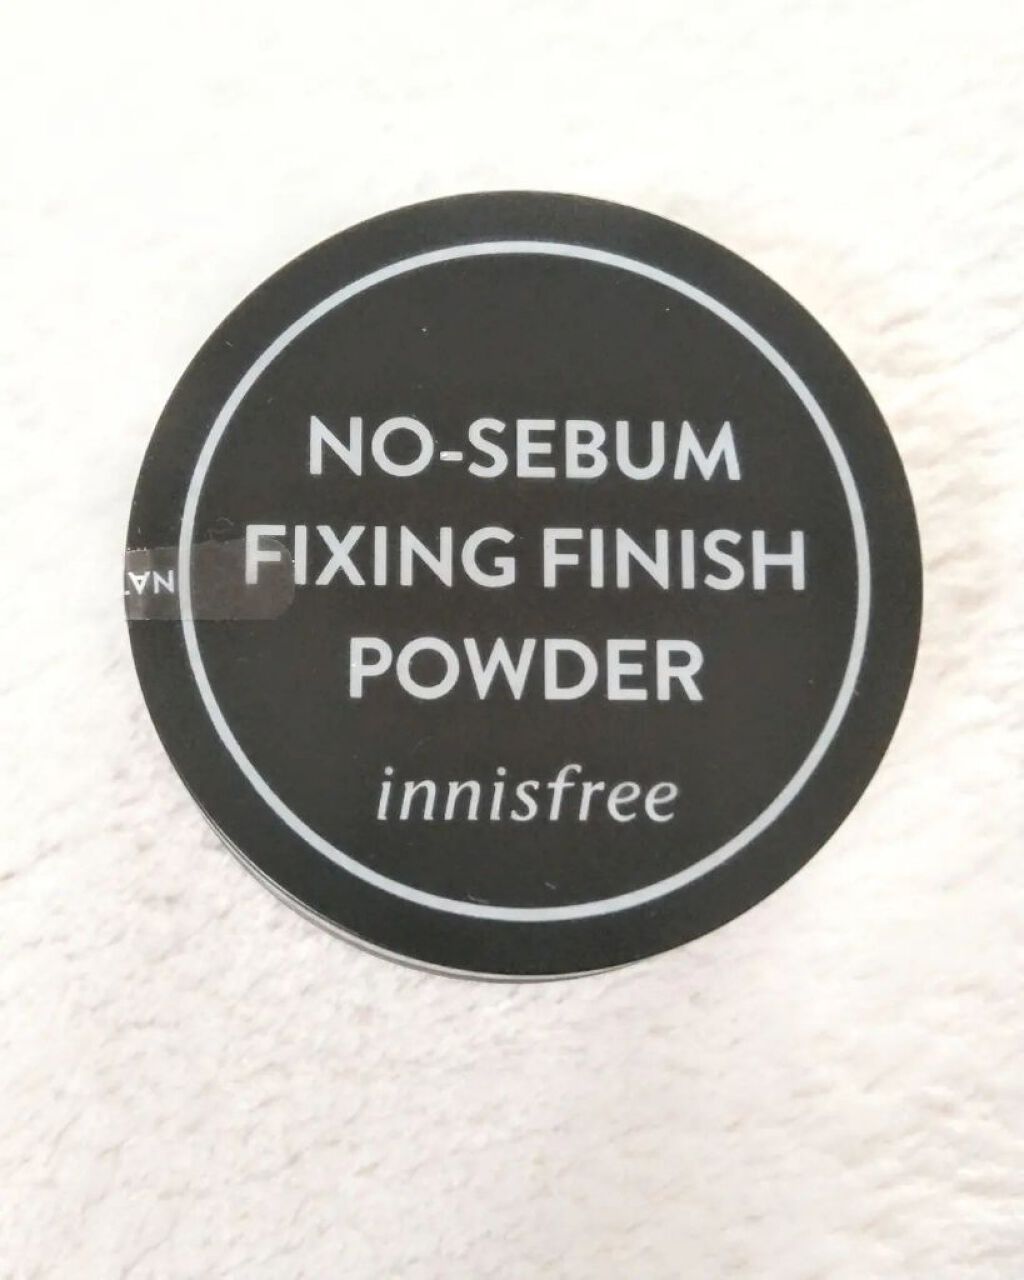 NO-SEBUM
FIXING FINISH
POWDER
innisfree